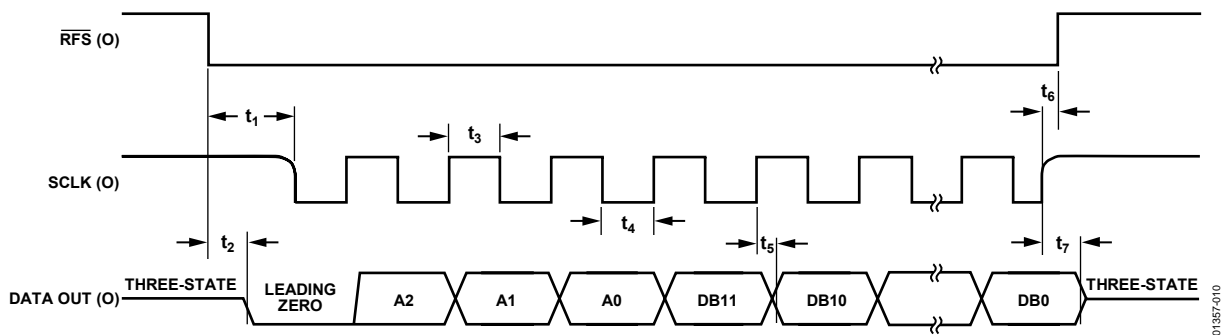 RFS (O)
t6
t1
t3
SCLK (O)
t4
t5
t2
t7
THREE-STATE
LEADING
ZERO
A2
A1
A0
DB11
DB10
DB0
THREE-STATE
DATA OUT (O)
01357-010